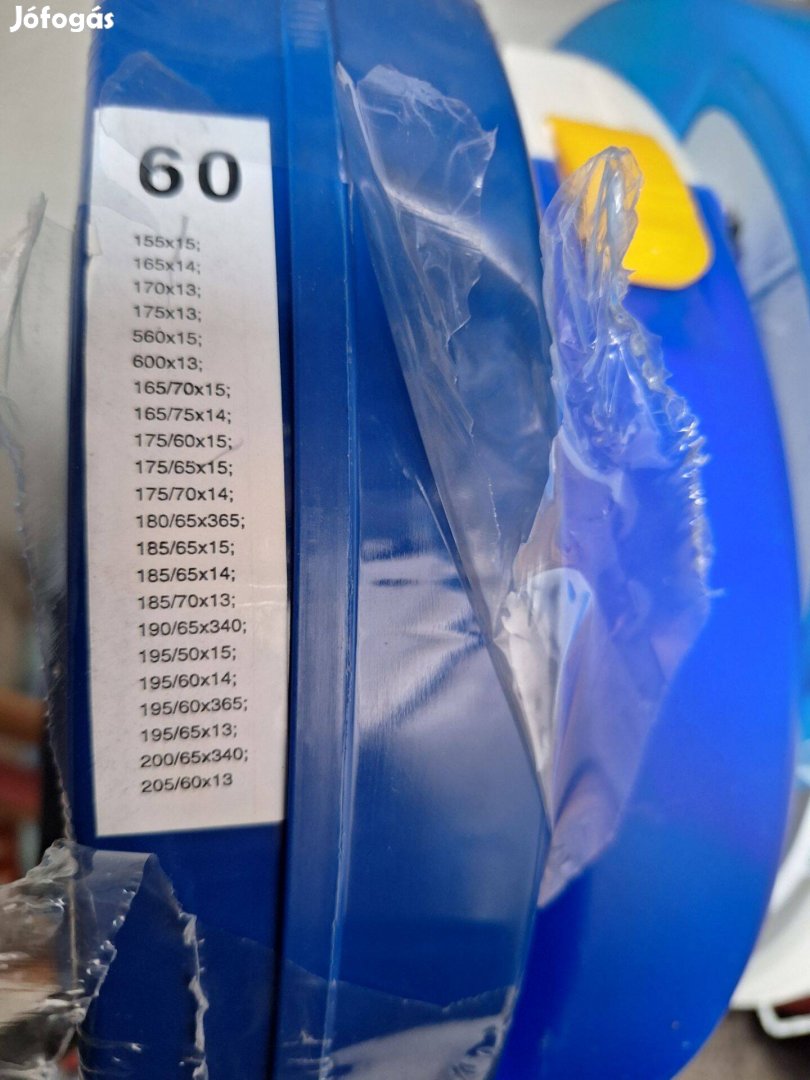 Jófogás
60
155x15;
165x14;
170x13;
175x13;
560x15;
600x13;
165/70x15;
165/75x14;
175/60x15;
175/65x15;
175/70x14;
180/65x365;
185/65x15;
185/65x14;
185/70x13;
190/65x340;
195/50x15;
195/60x14;
195/60x365;
195/65x13;
200/65x340;
205/60x13